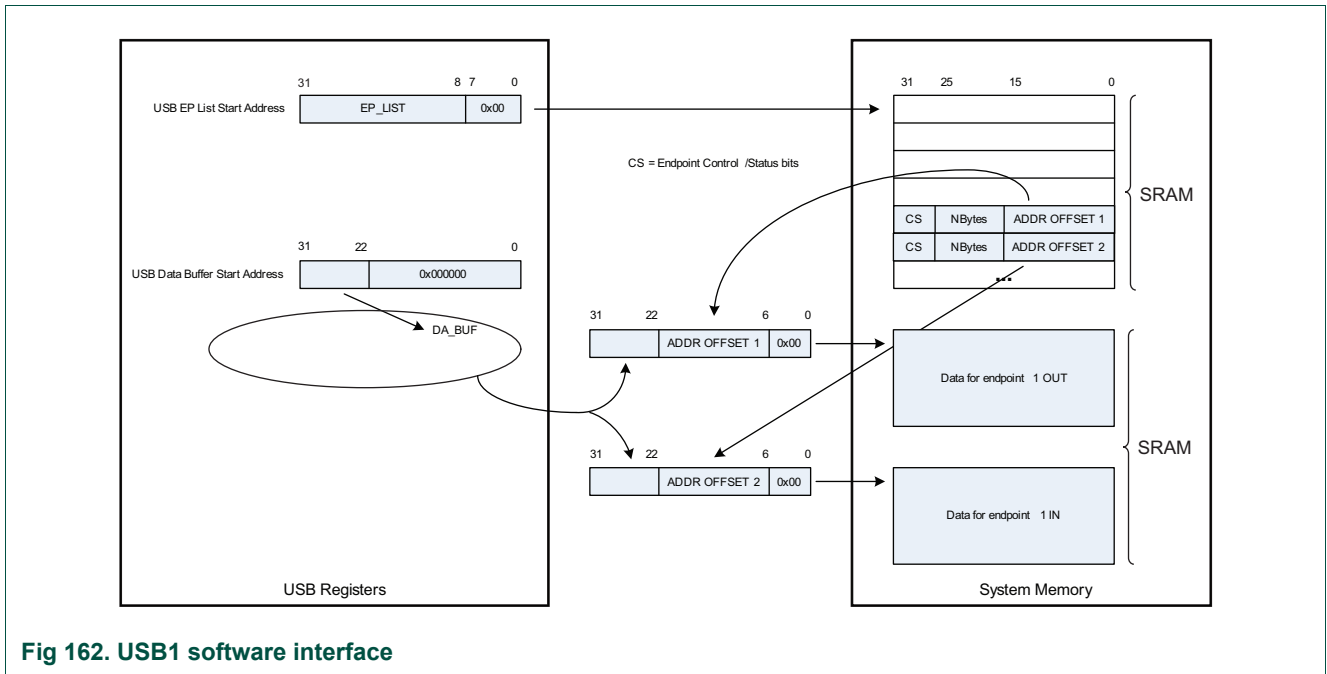 31 8 7 0
USB EP List Start Address EP_LIST 0x00
31 25 15 0
CS = Endpoint Control /Status bits
SRAM
CS NBytes ADDR OFFSET 1
CS NBytes ADDR OFFSET 2
...
31 22 0
USB Data Buffer Start Address 0x000000
DA_BUF
31 22 6 0
ADDR OFFSET 1 0x00
Data for endpoint 1 OUT
SRAM
31 22 6 0
ADDR OFFSET 2 0x00
Data for endpoint 1 IN
USB Registers
System Memory
Fig 162. USB1 software interface